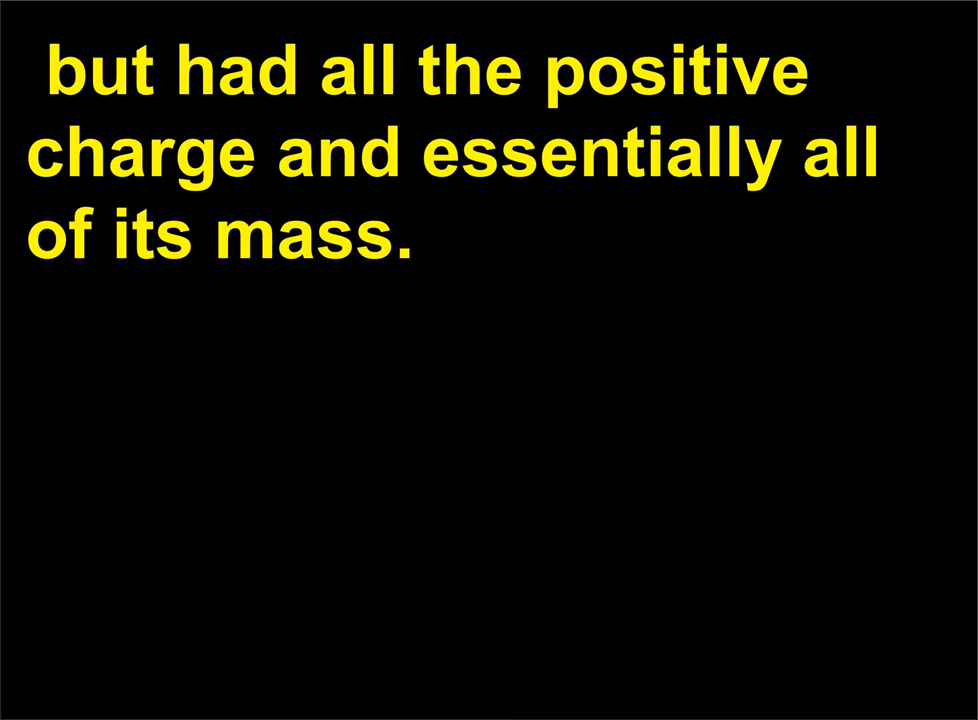 but had all the positive
charge and essentially all
of its mass.